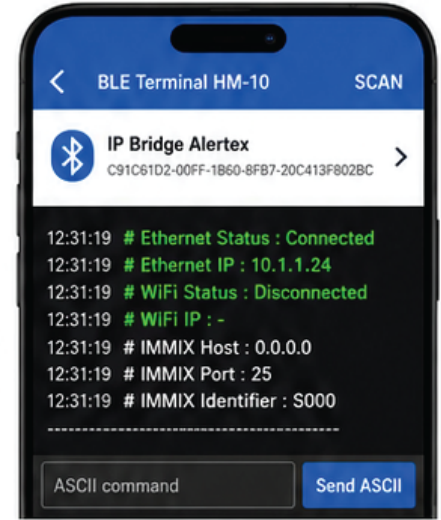 BLE Terminal HM-10 SCAN
IP Bridge Alertex
C91C61D2-00FF-1B60-8FB7-20C413F802BC
12:31:19 # Ethernet Status : Connected
12:31:19 # Ethernet IP : 10.1.1.24
12:31:19 # WiFi Status : Disconnected
12:31:19 # WiFi IP : -
12:31:19 # IMMIX Host : 0.0.0.0
12:31:19 # IMMIX Port : 25
12:31:19 # IMMIX Identifier : S000
----------------------------------------
ASCII command Send ASCII